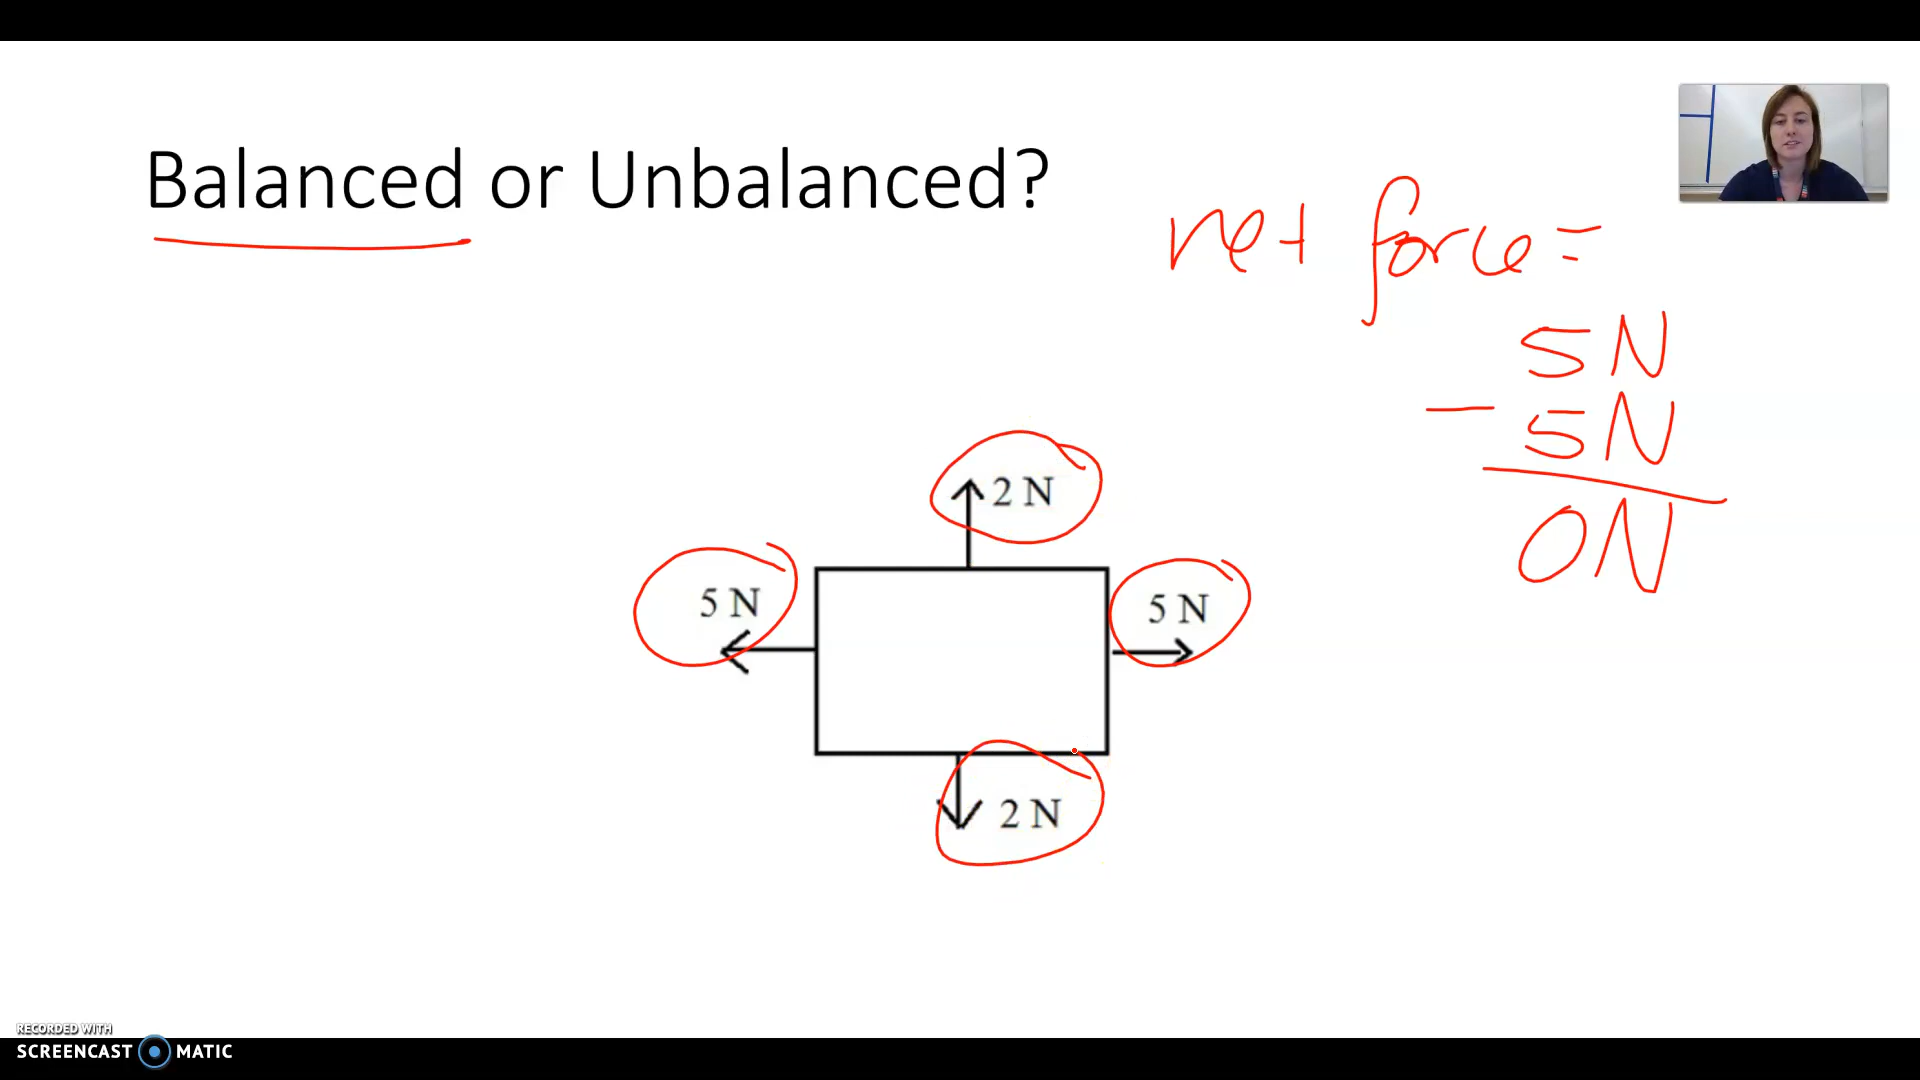 Balanced or Unbalanced?
net force =
5N
- 5N
0N
2 N
5 N
5 N
2 N
RECORDED WITH
SCREENCAST MATIC